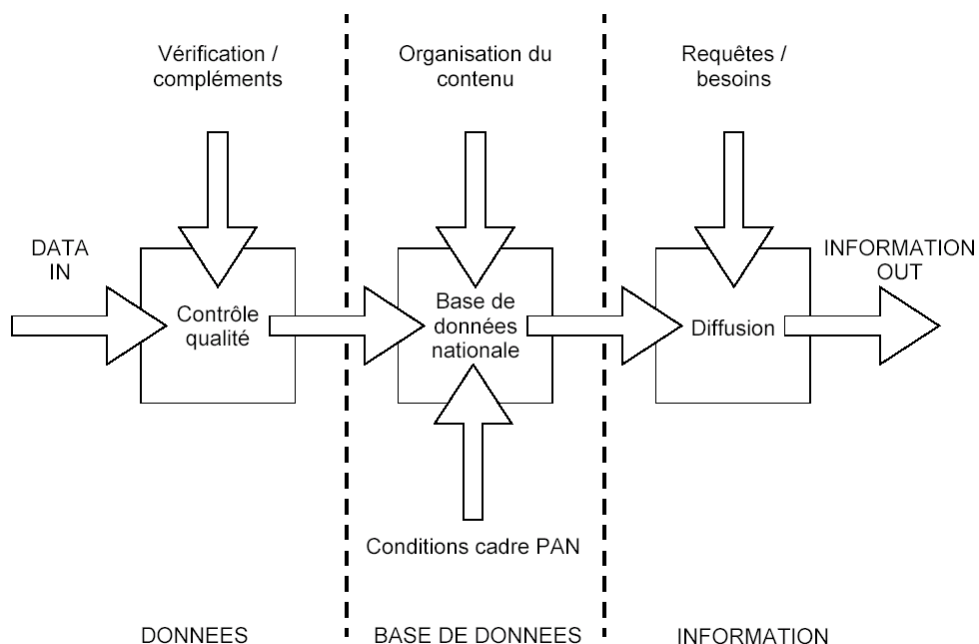 Vérification /
compléments
Organisation du
contenu
Requêtes /
besoins
DATA
IN
INFORMATION
OUT
Contrôle
qualité
Base de
données
nationale
Diffusion
Conditions cadre PAN
DONNEES
BASE DE DONNEES
INFORMATION